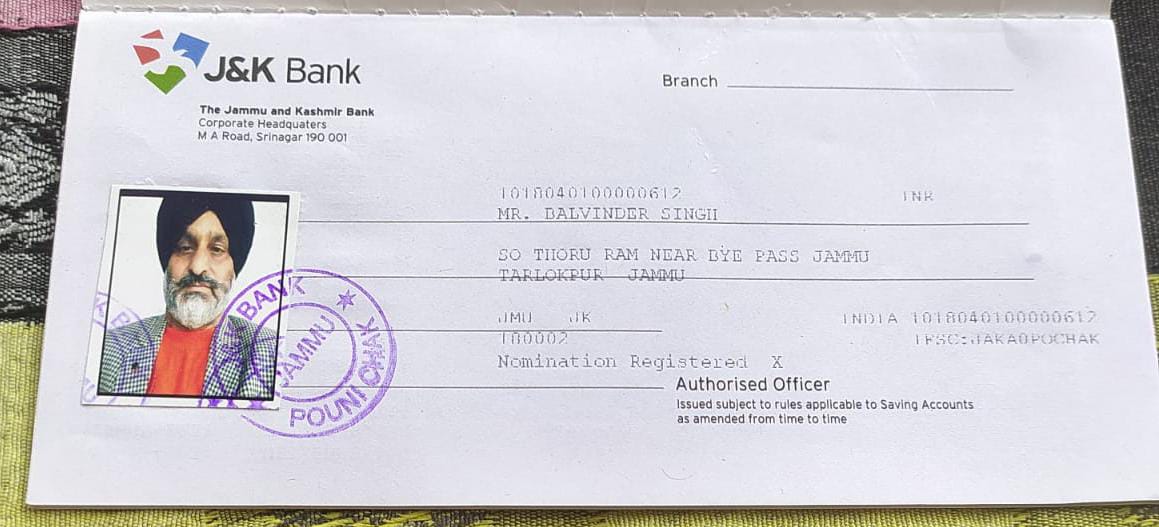 J&K Bank
The Jammu and Kashmir Bank
Corporate Headquaters
M A Road, Srinagar 190 001
Branch
1018040100000612 INR
MR. BALVINDER SINGH
SO THORU RAM NEAR BYE PASS JAMMU
TARLOKPUR JAMMU
JMU JK INDIA 1018040100000612
180002 IFSC:JAKA0POCHAK
Nomination Registered X
Authorised Officer
Issued subject to rules applicable to Saving Accounts
as amended from time to time
BANK
JAMMU
POUNI CHAK